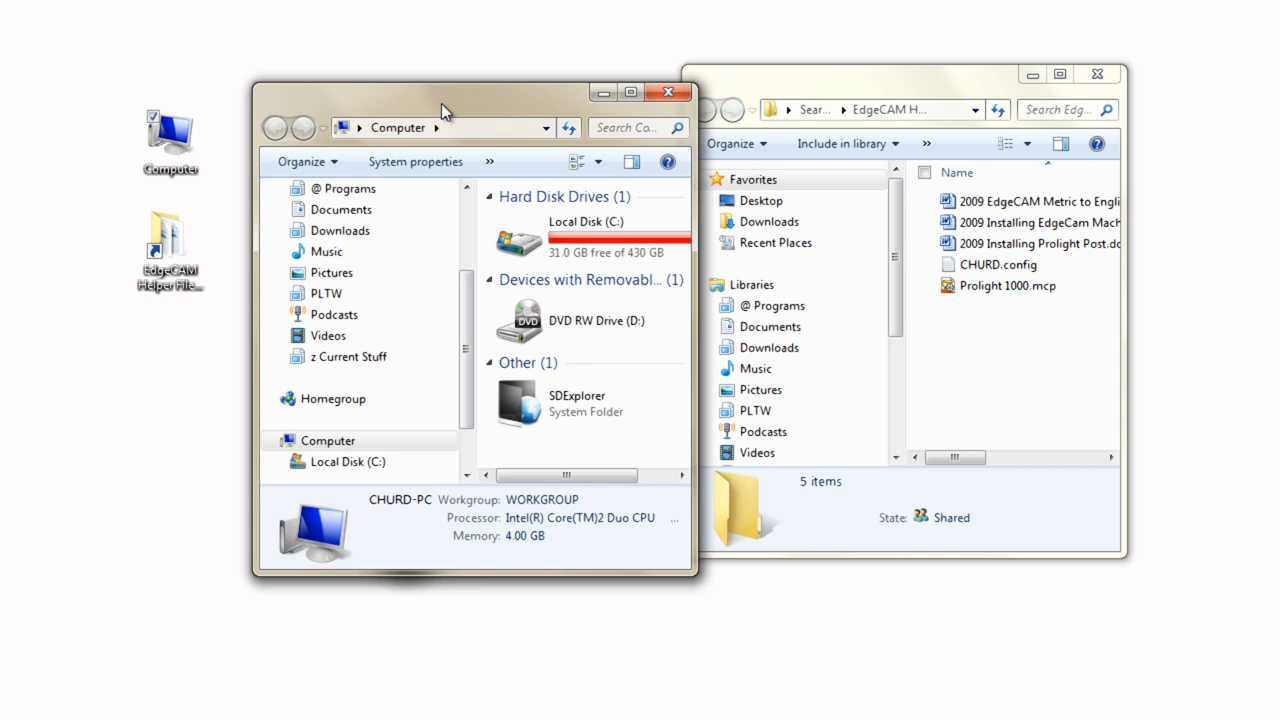 Computer
EdgeCAM
Helper File...
Computer
Search Co...
Organize
System properties
»
@ Programs
Documents
Downloads
Music
Pictures
PLTW
Podcasts
Videos
z Current Stuff
Homegroup
Computer
Local Disk (C:)
Hard Disk Drives (1)
Local Disk (C:)
31.0 GB free of 430 GB
Devices with Removabl... (1)
DVD
DVD RW Drive (D:)
Other (1)
SDExplorer
System Folder
CHURD-PC Workgroup: WORKGROUP
Processor: Intel(R) Core(TM)2 Duo CPU ...
Memory: 4.00 GB
Sear... EdgeCAM H...
Search Edg...
Organize
Include in library
»
Favorites
Desktop
Downloads
Recent Places
Libraries
@ Programs
Documents
Downloads
Music
Pictures
PLTW
Podcasts
Videos
Name
2009 EdgeCAM Metric to Engli
2009 Installing EdgeCam Mach
2009 Installing Prolight Post.do
CHURD.config
Prolight 1000.mcp
5 items
State: Shared